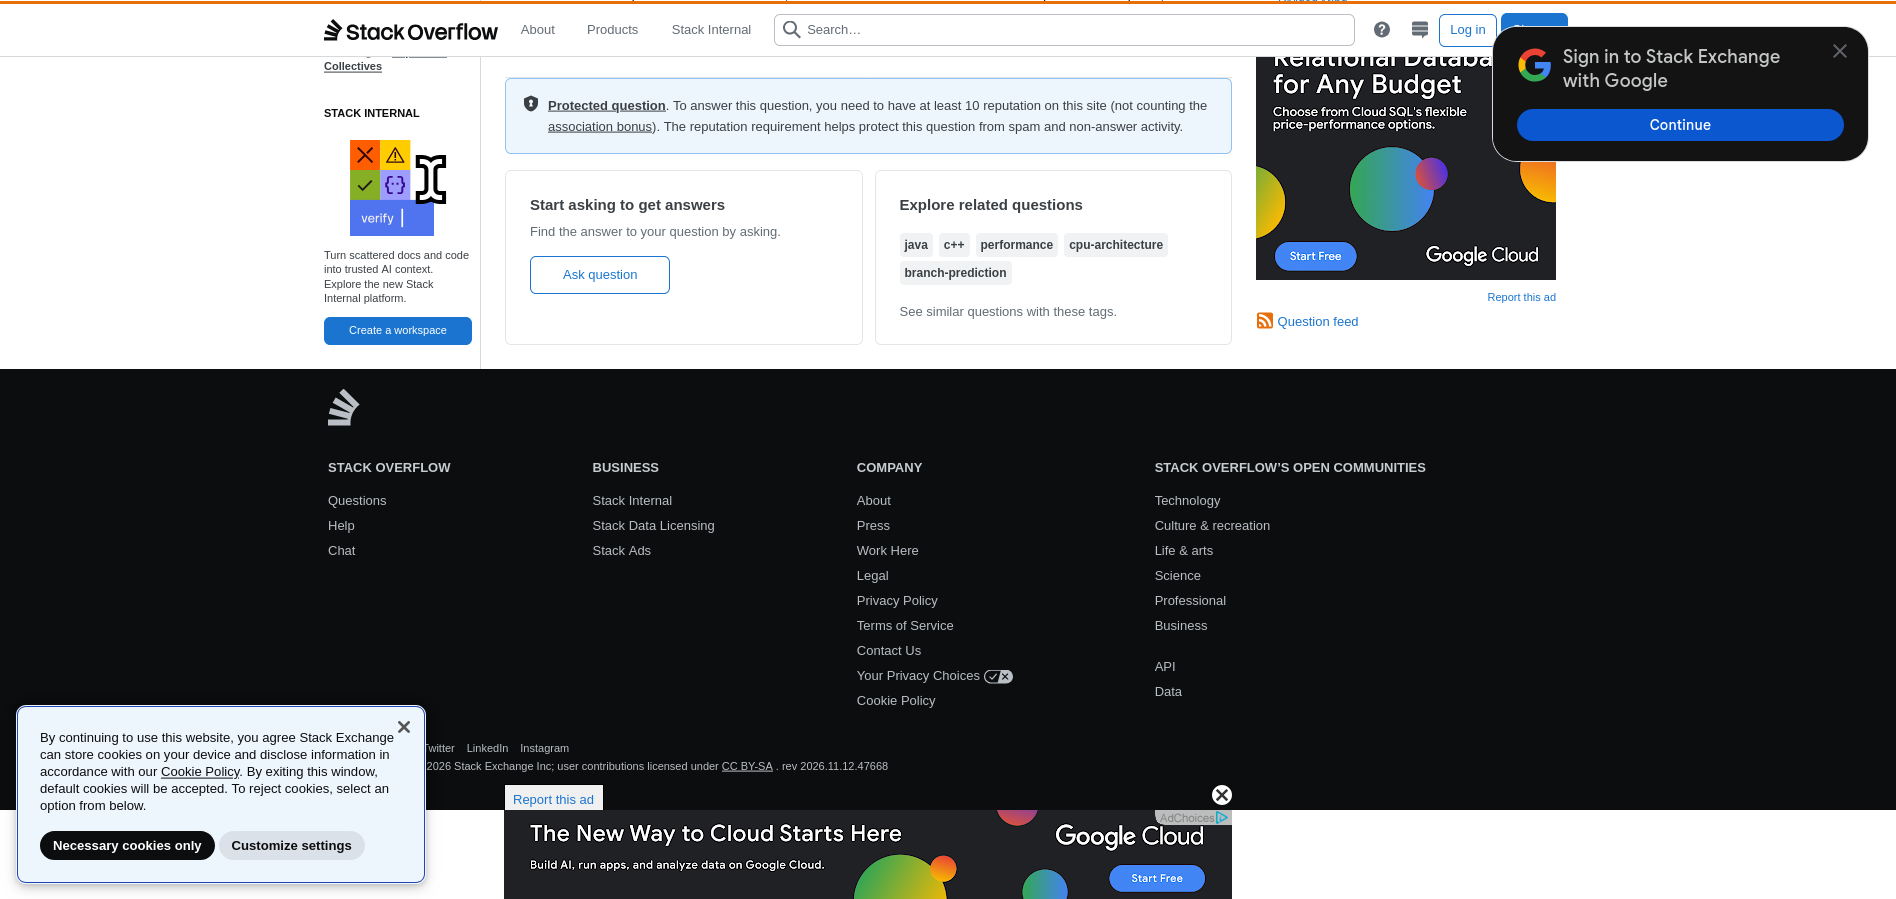 Stack Overflow
About
Products
Stack Internal
Search…
Log in
Collectives
STACK INTERNAL
verify
Turn scattered docs and code
into trusted AI context.
Explore the new Stack
Internal platform.
Create a workspace
Protected question. To answer this question, you need to have at least 10 reputation on this site (not counting the
association bonus). The reputation requirement helps protect this question from spam and non-answer activity.
Start asking to get answers
Find the answer to your question by asking.
Ask question
Explore related questions
java c++ performance cpu-architecture
branch-prediction
See similar questions with these tags.
for Any Budget
Choose from Cloud SQL's flexible
price-performance options.
Start Free
Google Cloud
Report this ad
Question feed
Sign in to Stack Exchange
with Google
Continue
STACK OVERFLOW
Questions
Help
Chat
BUSINESS
Stack Internal
Stack Data Licensing
Stack Ads
COMPANY
About
Press
Work Here
Legal
Privacy Policy
Terms of Service
Contact Us
Your Privacy Choices
Cookie Policy
STACK OVERFLOW'S OPEN COMMUNITIES
Technology
Culture & recreation
Life & arts
Science
Professional
Business
API
Data
Twitter LinkedIn Instagram
2026 Stack Exchange Inc; user contributions licensed under CC BY-SA . rev 2026.11.12.47668
By continuing to use this website, you agree Stack Exchange
can store cookies on your device and disclose information in
accordance with our Cookie Policy. By exiting this window,
default cookies will be accepted. To reject cookies, select an
option from below.
Necessary cookies only
Customize settings
Report this ad
AdChoices
The New Way to Cloud Starts Here
Build AI, run apps, and analyze data on Google Cloud.
Google Cloud
Start Free